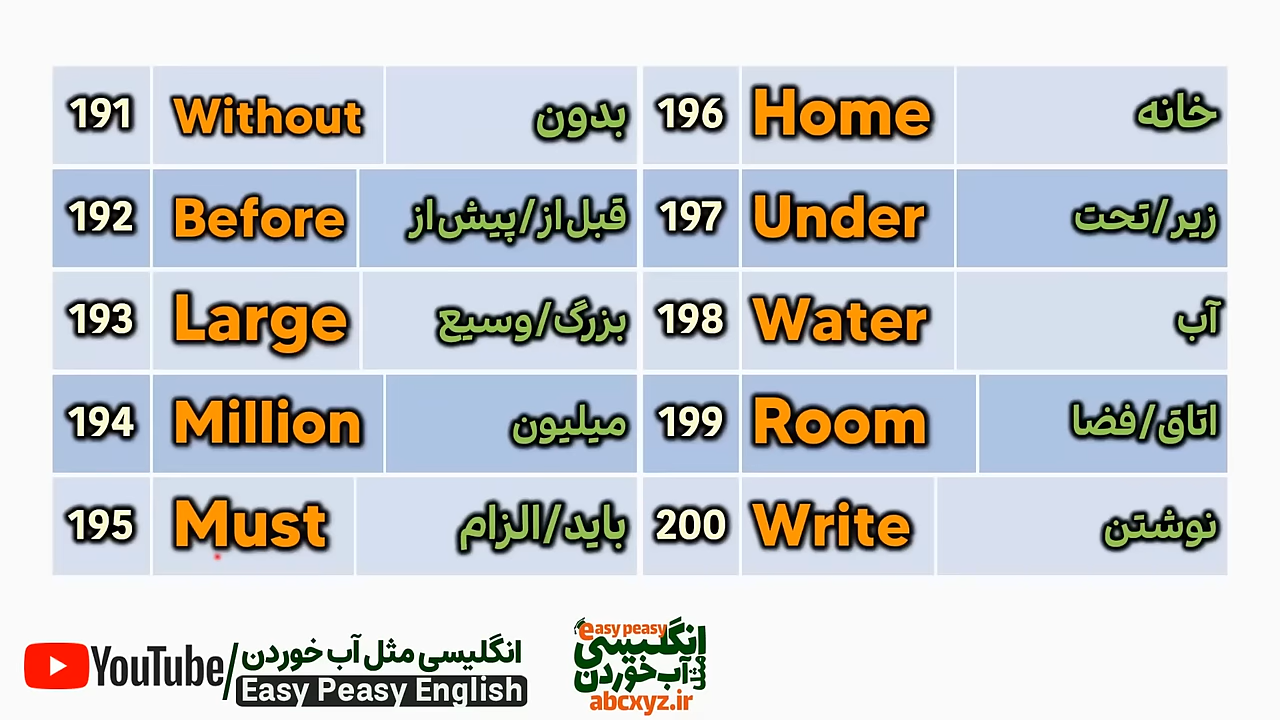 191 Without بدون 196 Home خانه
192 Before قبل‌از/پیش‌از 197 Under زیر/تحت
193 Large بزرگ/وسیع 198 Water آب
194 Million میلیون 199 Room اتاق/فضا
195 Must باید/الزام 200 Write نوشتن
YouTube/انگلیسی مثل آب خوردن
Easy Peasy English
easy peasy
انگلیسی
مثل آب خوردن
abcxyz.ir